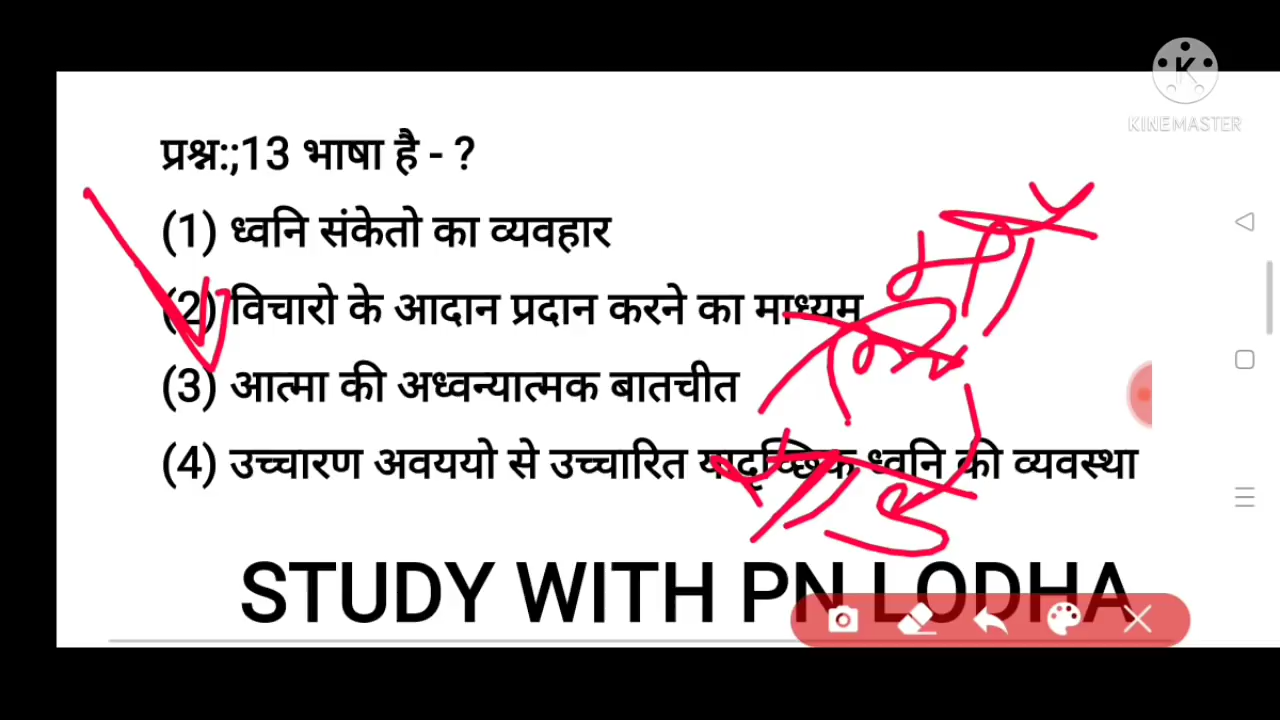 KINEMASTER
प्रश्न:;13 भाषा है - ?
(1) ध्वनि संकेतो का व्यवहार
(2) विचारो के आदान प्रदान करने का माध्यम
(3) आत्मा की अध्वन्यात्मक बातचीत
(4) उच्चारण अवययो से उच्चारित यादृच्छिक ध्वनि की व्यवस्था
STUDY WITH PN LODHA